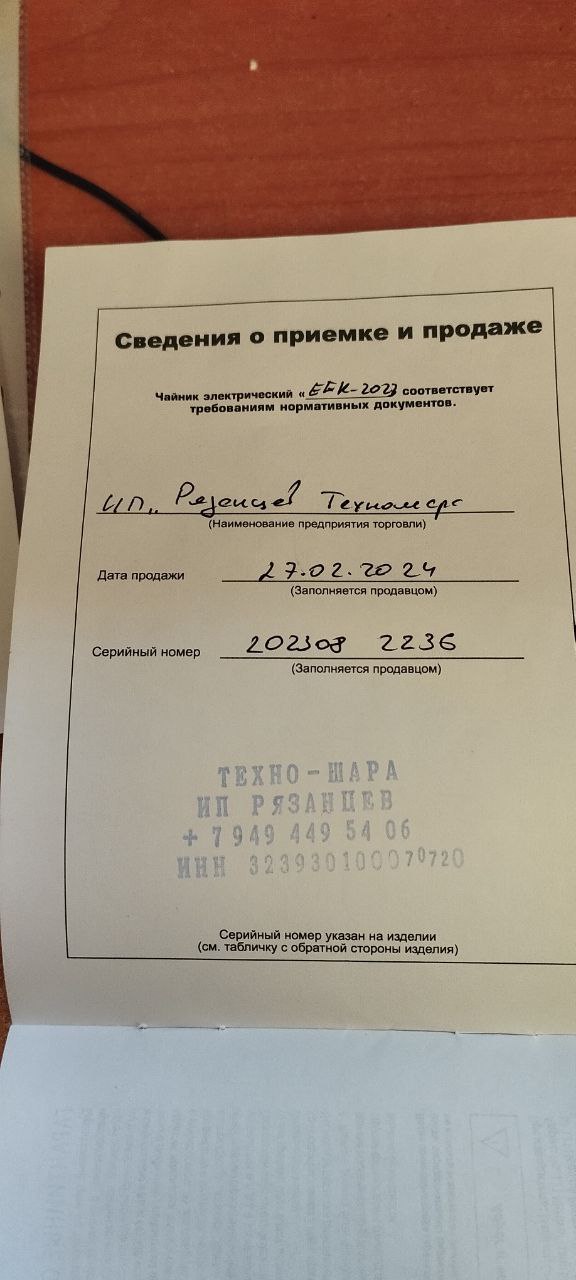 Сведения о приемке и продаже
Чайник электрический «EEK-2023 соответствует
требованиям нормативных документов.
ИП,, Рязанцев Техношара
(Наименование предприятия торговли)
Дата продажи 27.02.2024
(Заполняется продавцом)
Серийный номер 202308 2236
(Заполняется продавцом)
ТЕХНО-ШАРА
ИП РЯЗАНЦЕВ
+ 7 949 449 54 06
ИНН 323930100070720
Серийный номер указан на изделии
(см. табличку с обратной стороны изделия)